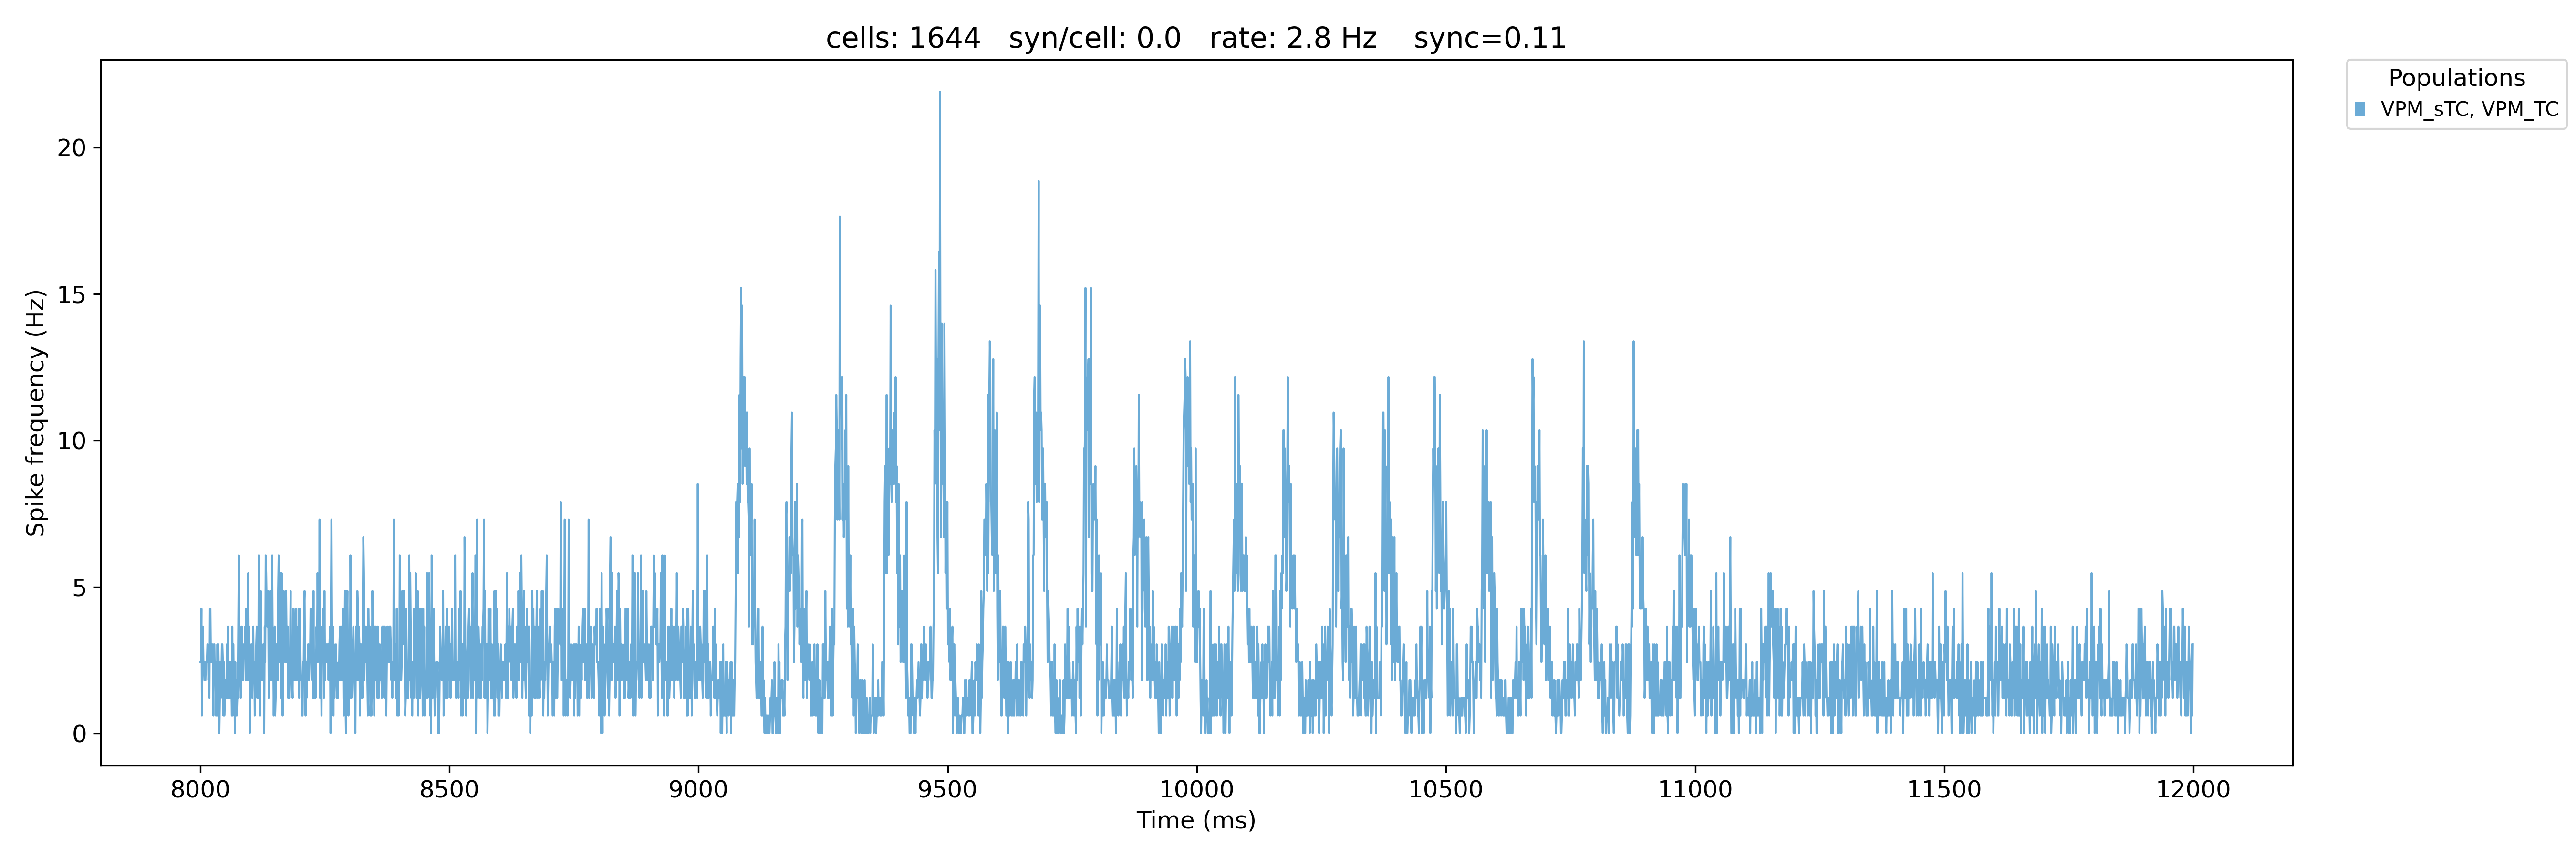 cells: 1644 syn/cell: 0.0 rate: 2.8 Hz sync=0.11
Populations
VPM_sTC, VPM_TC
Spike frequency (Hz)
20
15
10
5
0
8000 8500 9000 9500 10000 10500 11000 11500 12000
Time (ms)